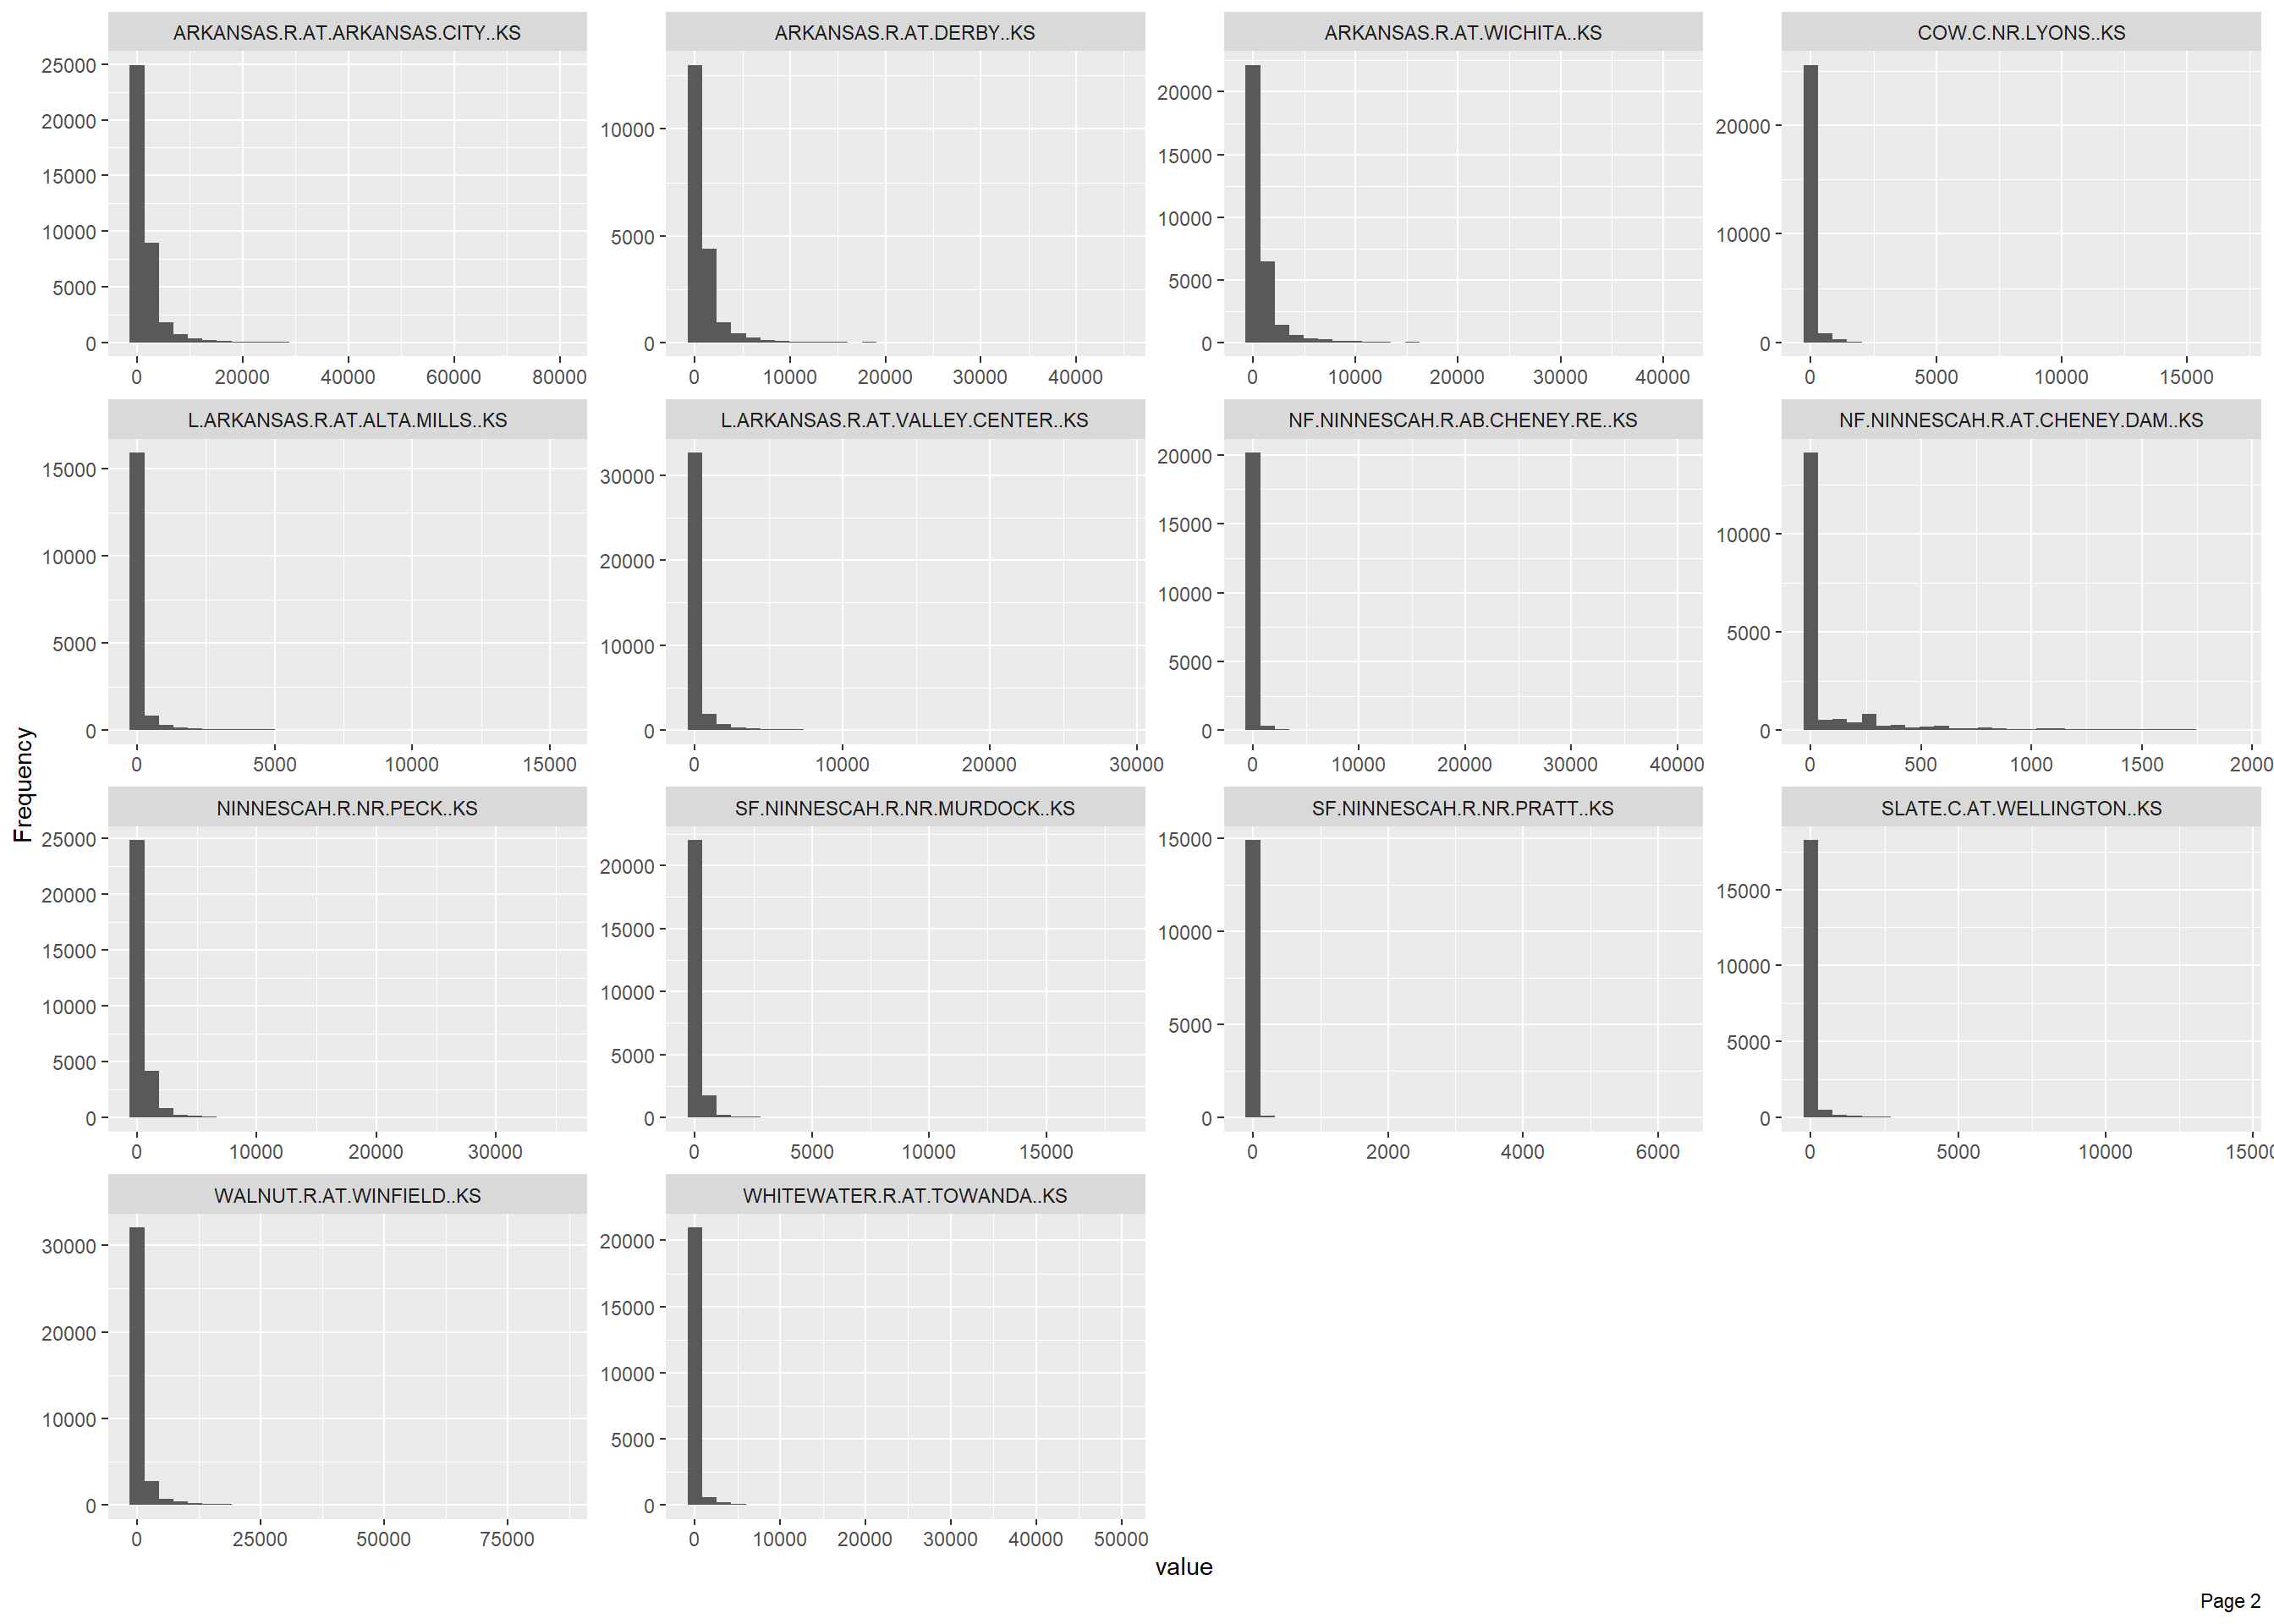 ARKANSAS.R.AT.ARKANSAS.CITY..KS
25000
20000
15000
10000
5000
0
0 20000 40000 60000 80000
ARKANSAS.R.AT.DERBY..KS
10000
5000
0
0 10000 20000 30000 40000
ARKANSAS.R.AT.WICHITA..KS
20000
15000
10000
5000
0
0 10000 20000 30000 40000
COW.C.NR.LYONS..KS
20000
10000
0
0 5000 10000 15000
L.ARKANSAS.R.AT.ALTA.MILLS..KS
15000
10000
5000
0
0 5000 10000 15000
L.ARKANSAS.R.AT.VALLEY.CENTER..KS
30000
20000
10000
0
0 10000 20000 30000
NF.NINNESCAH.R.AB.CHENEY.RE..KS
20000
15000
10000
5000
0
0 10000 20000 30000 40000
NF.NINNESCAH.R.AT.CHENEY.DAM..KS
10000
5000
0
0 500 1000 1500 2000
NINNESCAH.R.NR.PECK..KS
25000
20000
15000
10000
5000
0
0 10000 20000 30000
SF.NINNESCAH.R.NR.MURDOCK..KS
20000
15000
10000
5000
0
0 5000 10000 15000
SF.NINNESCAH.R.NR.PRATT..KS
15000
10000
5000
0
0 2000 4000 6000
SLATE.C.AT.WELLINGTON..KS
15000
10000
5000
0
0 5000 10000 15000
WALNUT.R.AT.WINFIELD..KS
30000
20000
10000
0
0 25000 50000 75000
WHITEWATER.R.AT.TOWANDA..KS
20000
15000
10000
5000
0
0 10000 20000 30000 40000 50000
Frequency
value
Page 2